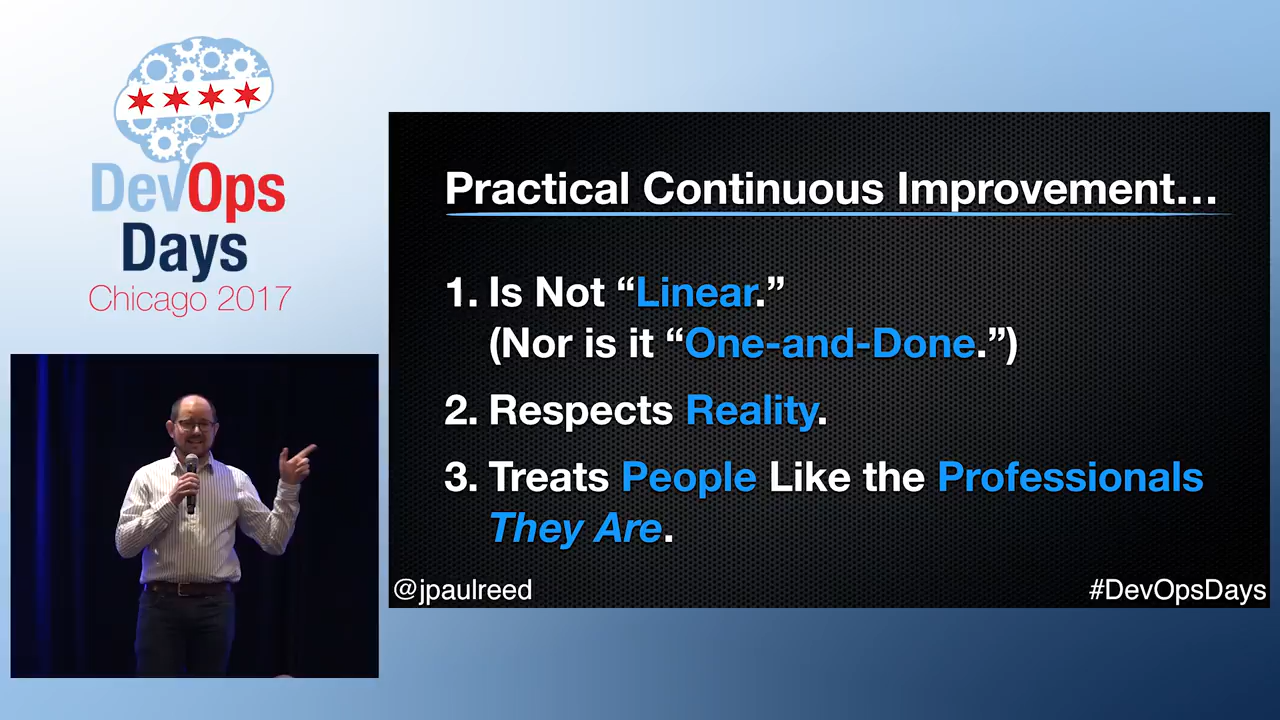 DevOps
Days
Chicago 2017
Practical Continuous Improvement…
1. Is Not “Linear.”
(Nor is it “One-and-Done.”)
2. Respects Reality.
3. Treats People Like the Professionals
They Are.
@jpaulreed
#DevOpsDays